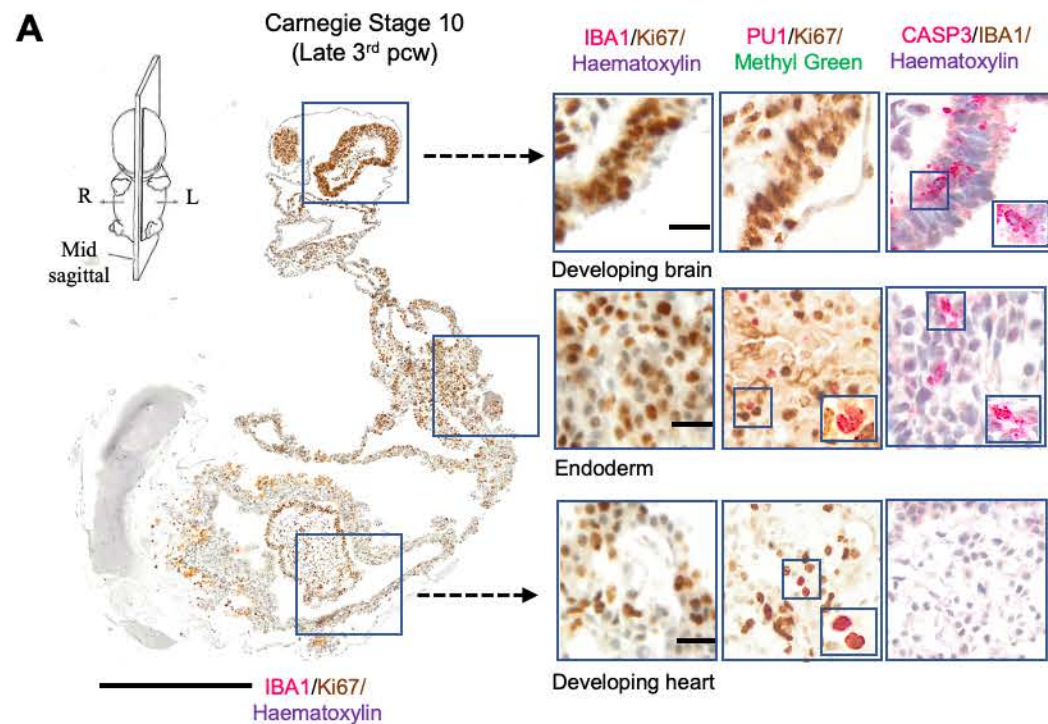 A
Carnegie Stage 10
(Late 3rd pcw)
R
L
Mid
sagittal
IBA1/Ki67/
Haematoxylin
PU1/Ki67/
Methyl Green
CASP3/IBA1/
Haematoxylin
Developing brain
Endoderm
Developing heart
IBA1/Ki67/
Haematoxylin